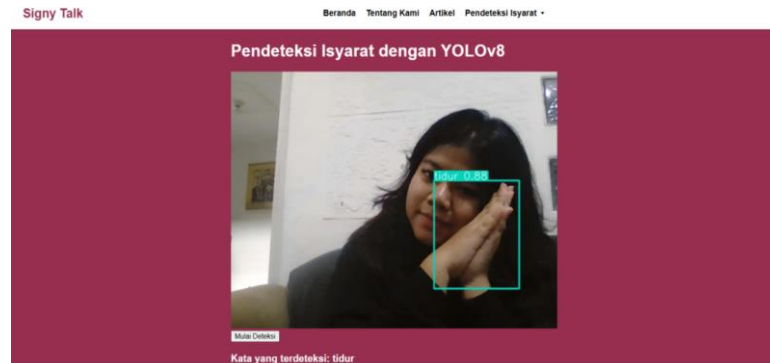 Signy Talk
Beranda Tentang Kami Artikel Pendeteksi Isyarat
Pendeteksi Isyarat dengan YOLOv8
tidur 0.88
Mulai Deteksi
Kata yang terdeteksi: tidur